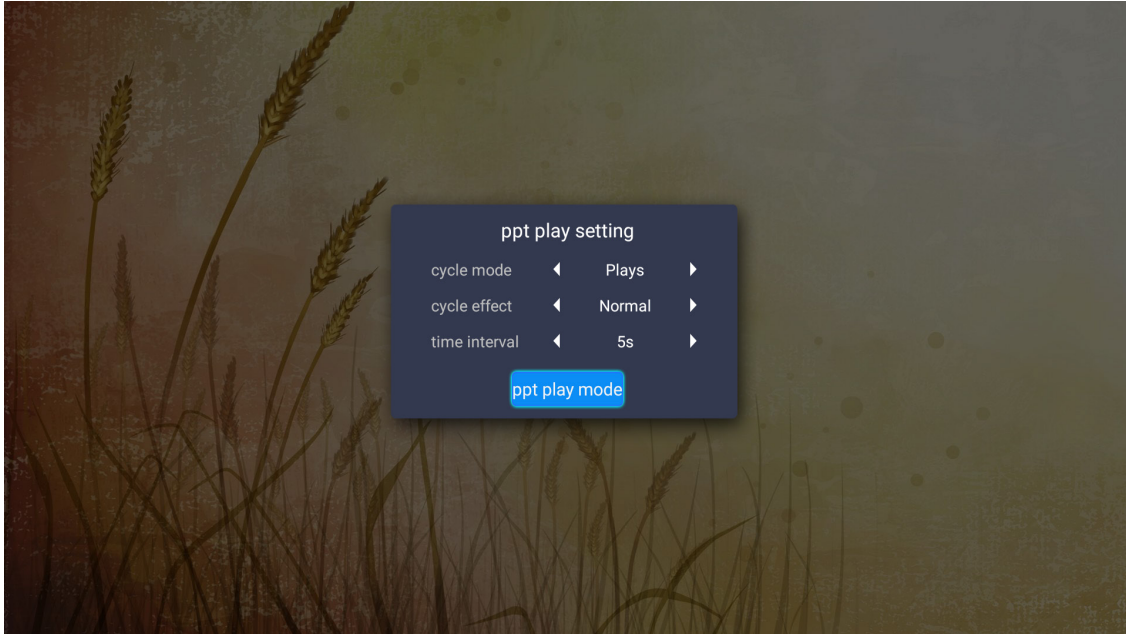 ppt play setting
cycle mode Plays
cycle effect Normal
time interval 5s
ppt play mode